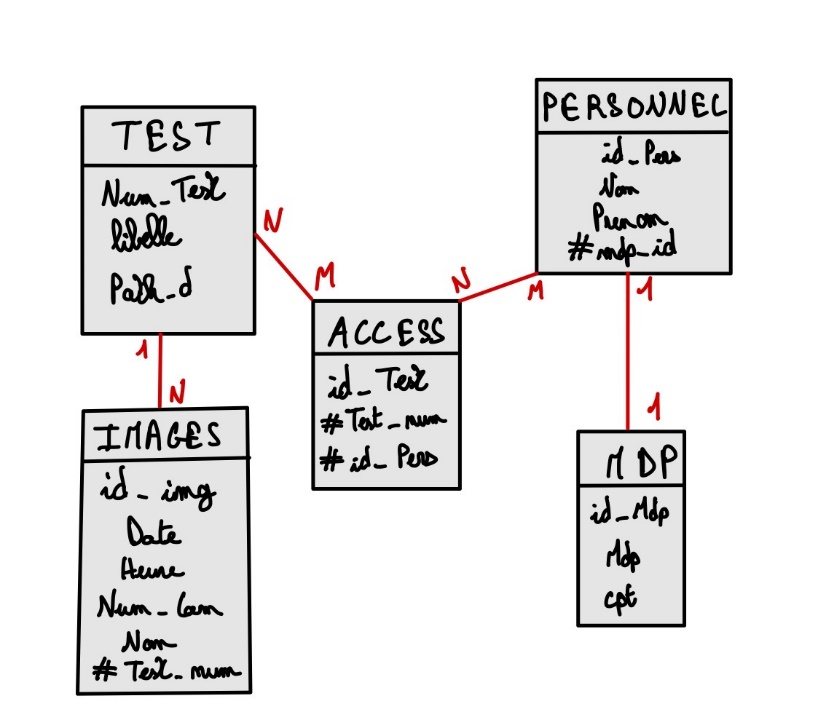 TEST
Num_Test
libelle
Path_d
N
M
1
N
IMAGES
id_img
Date
Heure
Num_Cam
Nom
# Test_num
ACCESS
id_Test
# Test_num
# id_Pers
N
M
PERSONNEL
id_Pers
Nom
Prenom
# mdp_id
1
1
MDP
id_Mdp
Mdp
cpt